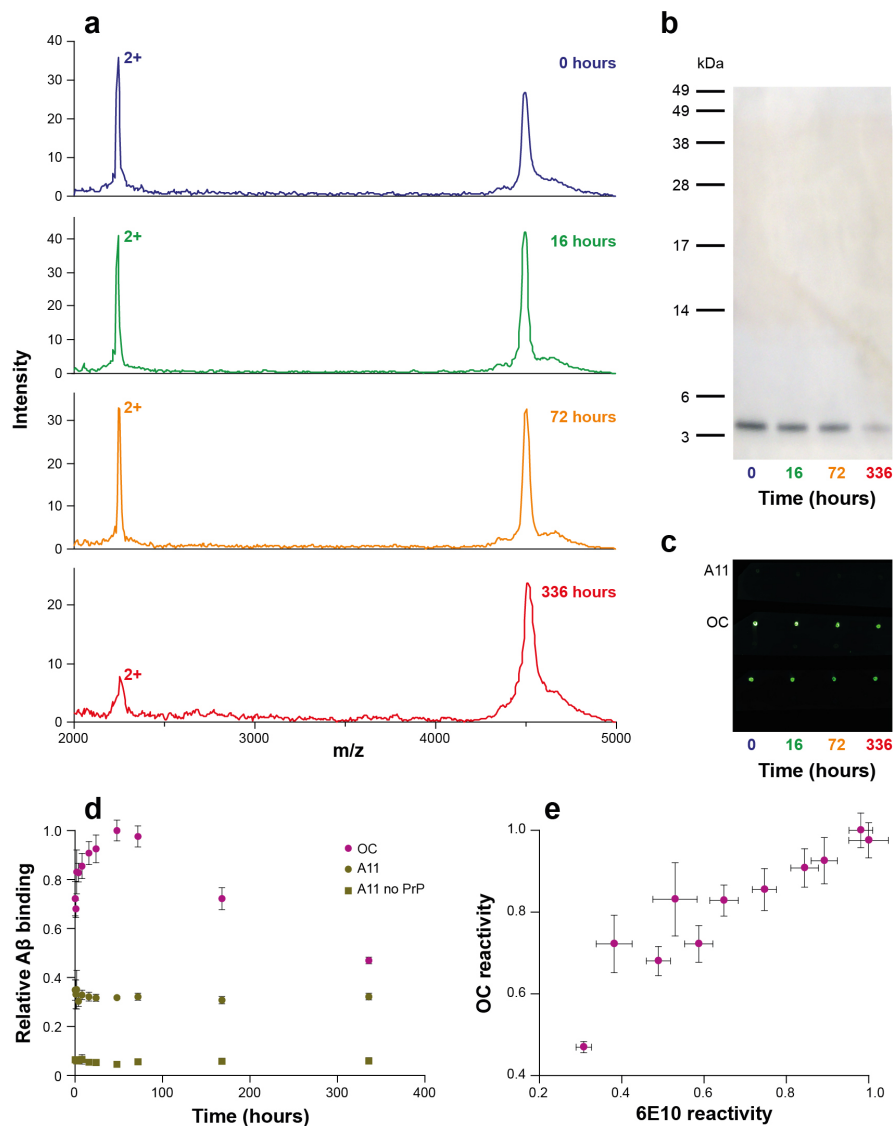 a
40
30
20
10
0
2+
0 hours
40
30
20
10
0
2+
16 hours
30
20
10
0
2+
72 hours
20
10
0
2+
336 hours
2000
3000
4000
5000
m/z
Intensity
b
kDa
49
49
38
28
17
14
6
3
0 16 72 336
Time (hours)
c
A11
OC
0 16 72 336
Time (hours)
d
1.0
0.8
0.6
0.4
0.2
0
0 100 200 300 400
Time (hours)
Relative Aβ binding
OC
A11
A11 no PrP
e
1.0
0.8
0.6
0.4
0.2 0.4 0.6 0.8 1.0
6E10 reactivity
OC reactivity